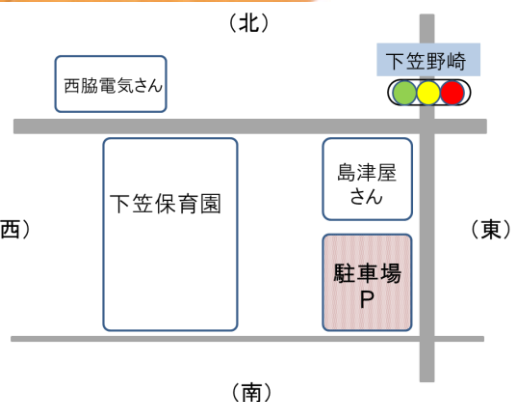 （北）
下笠野崎
西脇電気さん
下笠保育園
島津屋
さん
西）
（東）
駐車場
P
（南）